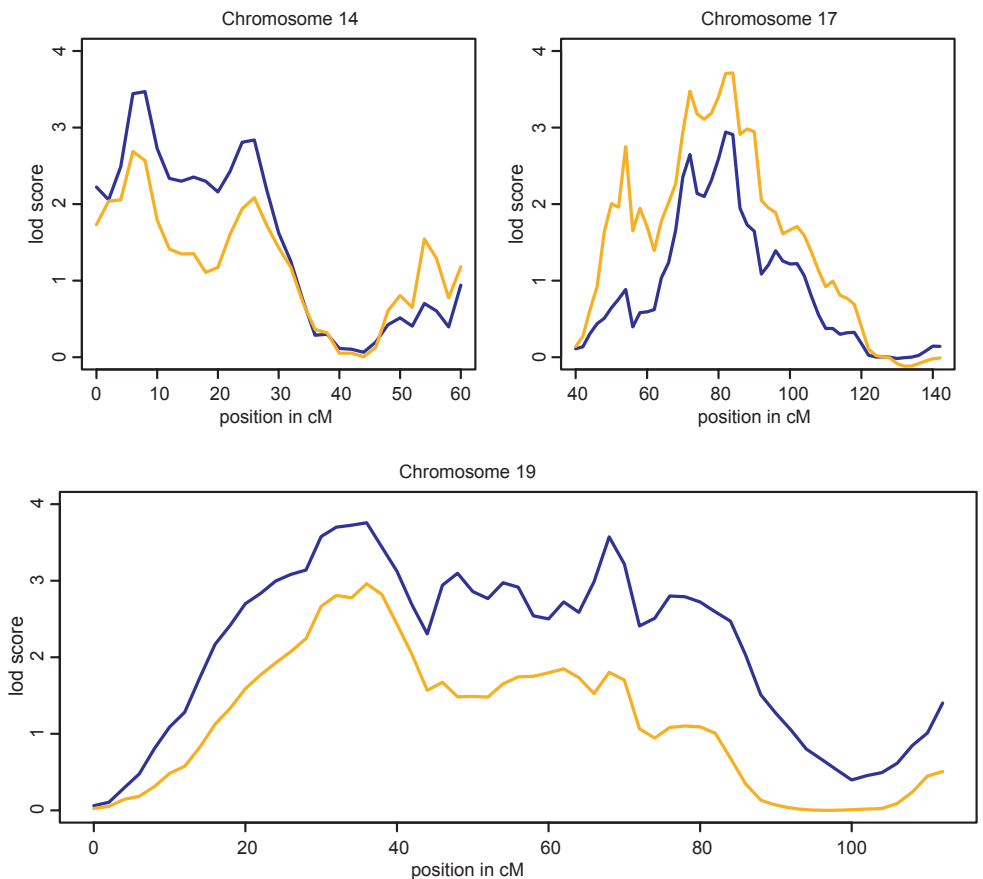 Chromosome 14
4
3
2
1
0
lod score
0 10 20 30 40 50 60
position in cM
Chromosome 17
4
3
2
1
0
lod score
40 60 80 100 120 140
position in cM
Chromosome 19
4
3
2
1
0
lod score
0 20 40 60 80 100
position in cM